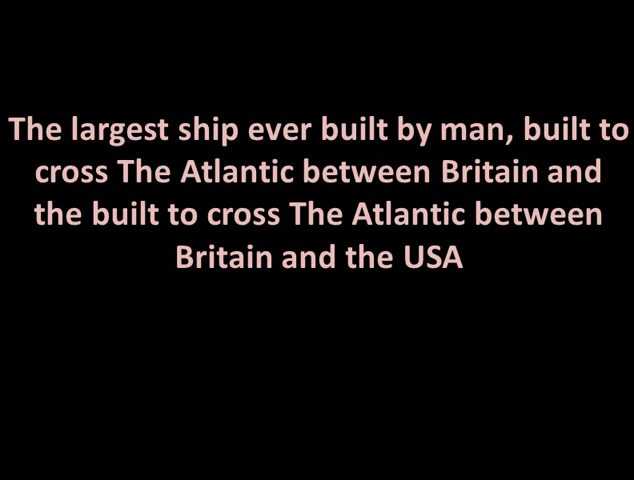 The largest ship ever built by man, built to
cross The Atlantic between Britain and
the built to cross The Atlantic between
Britain and the USA